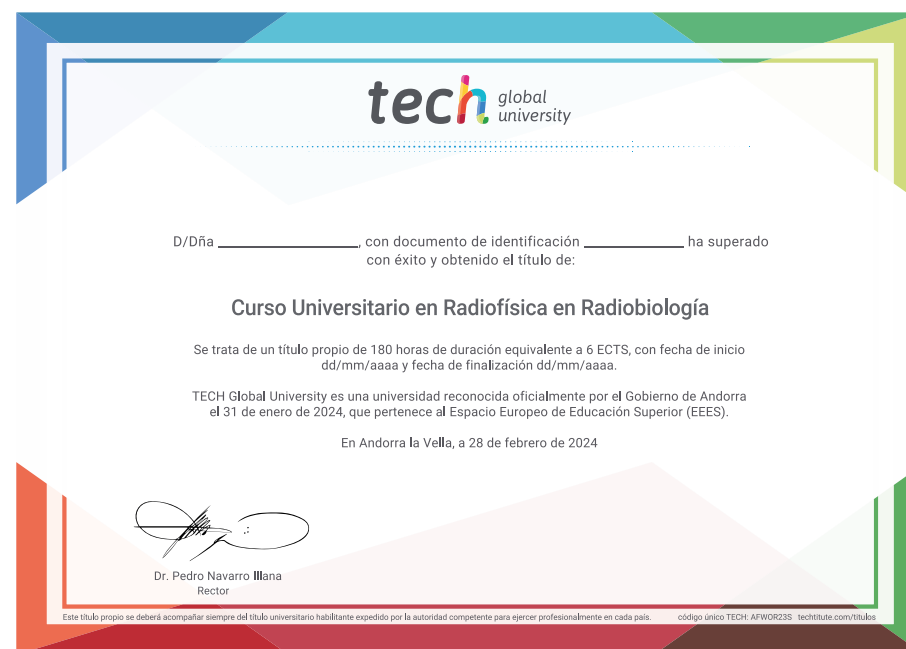 tech global university
D/Dña ______________, con documento de identificación __________ ha superado
con éxito y obtenido el título de:
Curso Universitario en Radiofísica en Radiobiología
Se trata de un título propio de 180 horas de duración equivalente a 6 ECTS, con fecha de inicio
dd/mm/aaaa y fecha de finalización dd/mm/aaaa.
TECH Global University es una universidad reconocida oficialmente por el Gobierno de Andorra
el 31 de enero de 2024, que pertenece al Espacio Europeo de Educación Superior (EEES).
En Andorra la Vella, a 28 de febrero de 2024
Dr. Pedro Navarro Illana
Rector
Este título propio se deberá acompañar siempre del título universitario habilitante expedido por la autoridad competente para ejercer profesionalmente en cada país. código único TECH: AFWOR23S techtitute.com/titulos